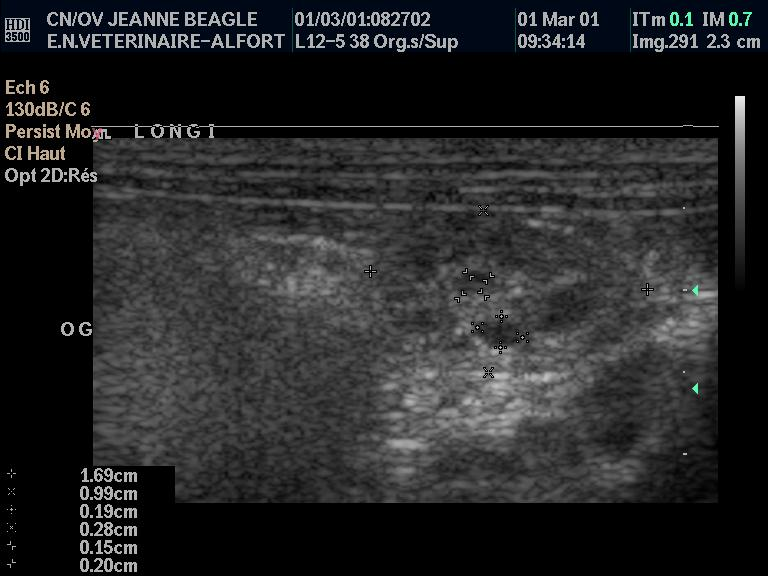 HDI
3500
CN/OV JEANNE BEAGLE
E.N.VETERINAIRE-ALFORT
01/03/01:082702
L12-5 38 Org.s/Sup
01 Mar 01
09:34:14
ITm 0.1 IM 0.7
Img.291 2.3 cm
Ech 6
130dB/C 6
Persist
CI Haut
Opt 2D:Rés
LONGI
OG
1.69cm
0.99cm
0.19cm
0.28cm
0.15cm
0.20cm